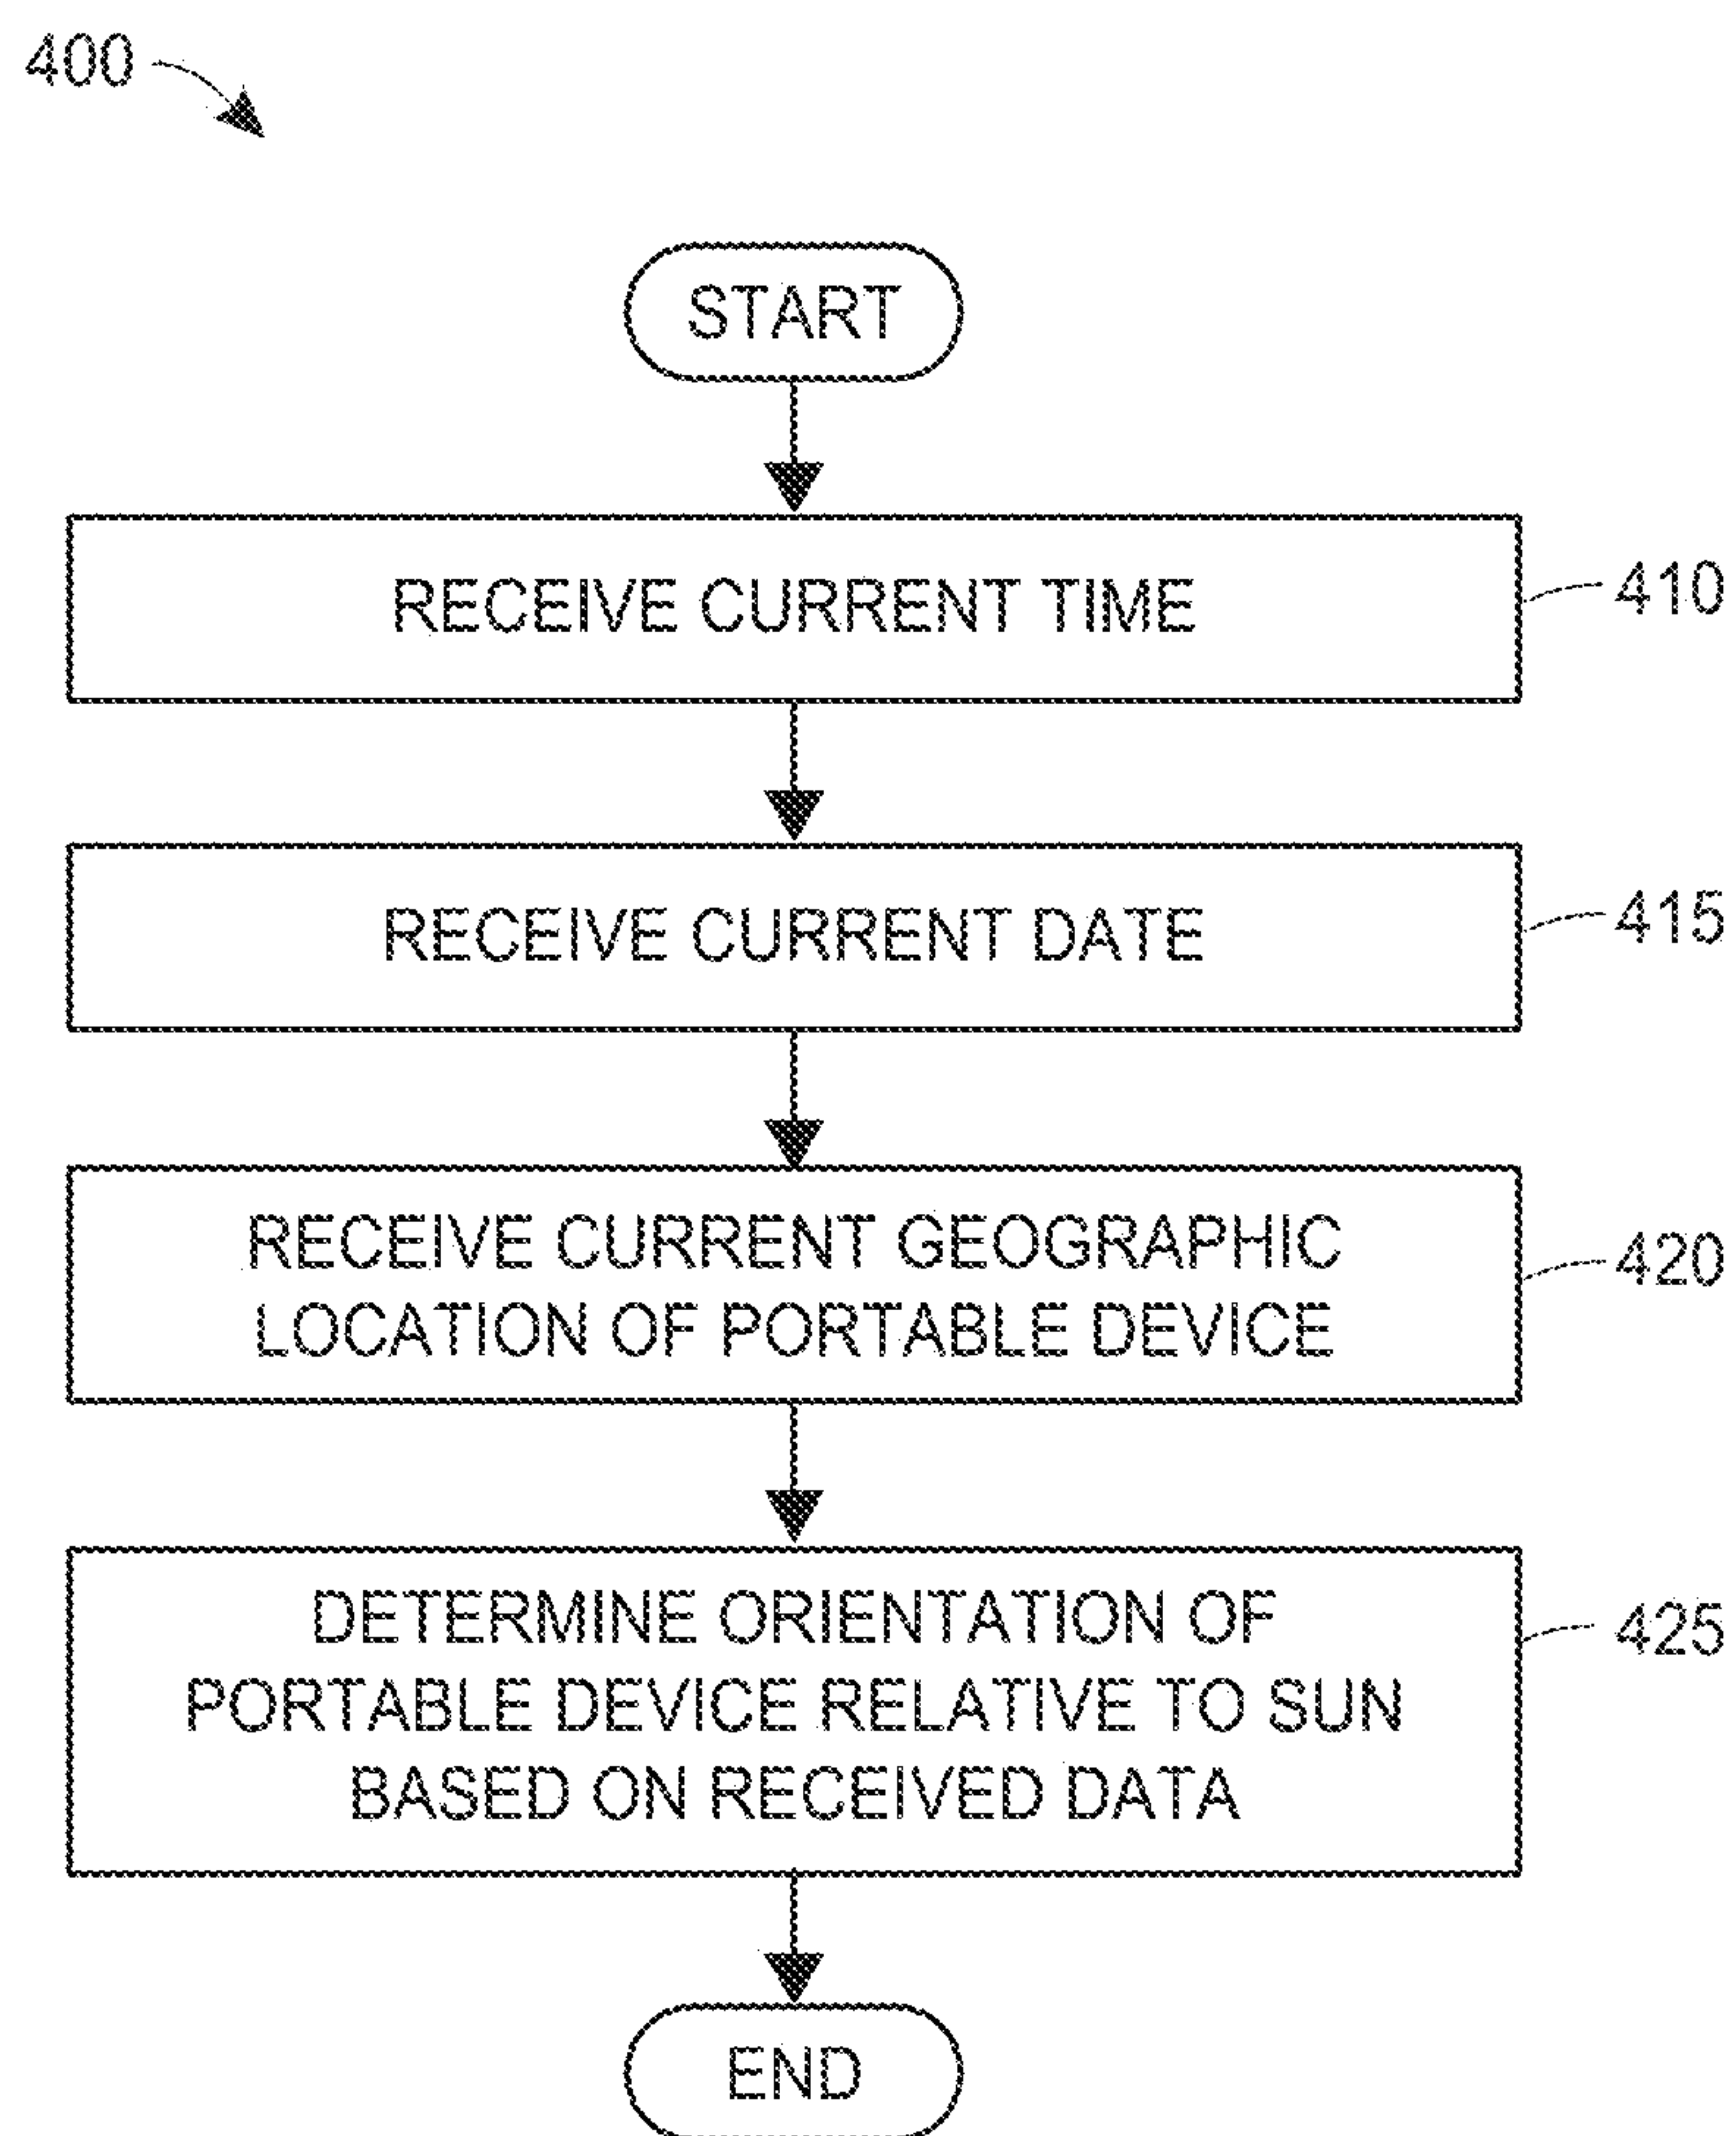 400
START
RECEIVE CURRENT TIME
410
RECEIVE CURRENT DATE
415
RECEIVE CURRENT GEOGRAPHIC
LOCATION OF PORTABLE DEVICE
420
DETERMINE ORIENTATION OF
PORTABLE DEVICE RELATIVE TO SUN
BASED ON RECEIVED DATA
425
END